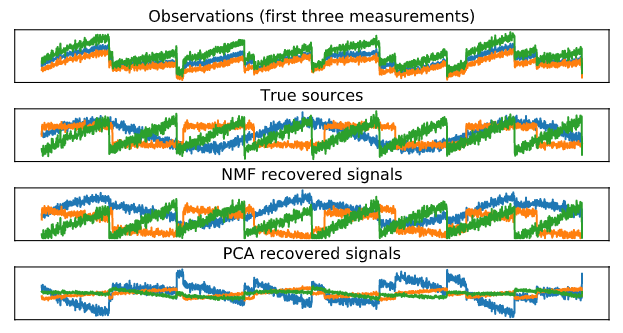 Observations (first three measurements)
True sources
NMF recovered signals
PCA recovered signals